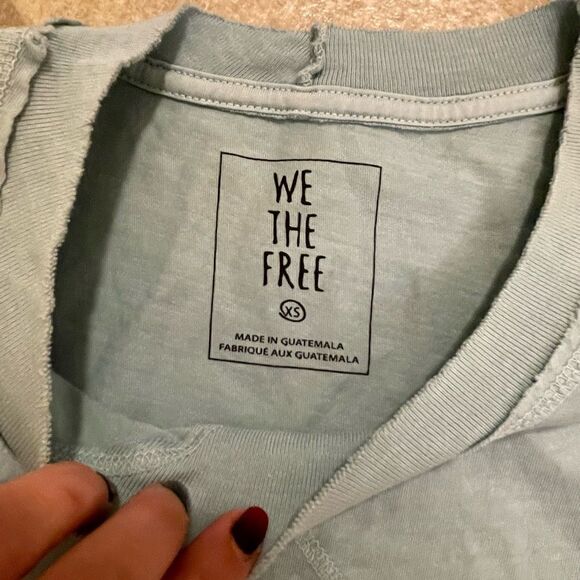 WE
THE
FREE
XS
MADE IN GUATEMALA
FABRIQUÉ AUX GUATEMALA